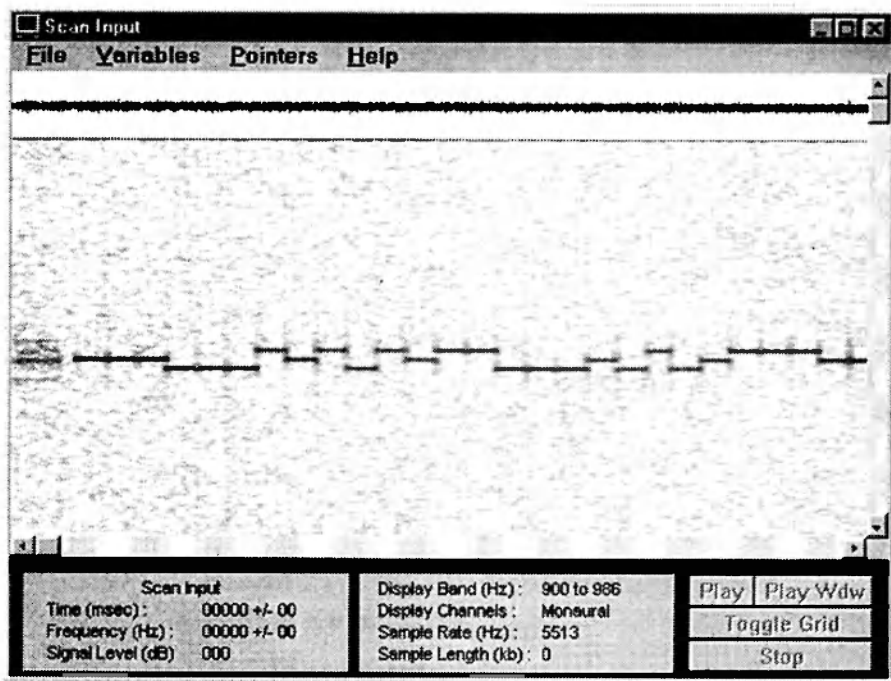 Scan Input
File Variables Pointers Help
Scan Input
Time (msec) : 00000 +/- 00
Frequency (Hz) : 00000 +/- 00
Signal Level (dB) 000
Display Band (Hz) : 900 to 986
Display Channels : Monaural
Sample Rate (Hz) : 5513
Sample Length (kb) : 0
Play Play Wdw
Toggle Grid
Stop